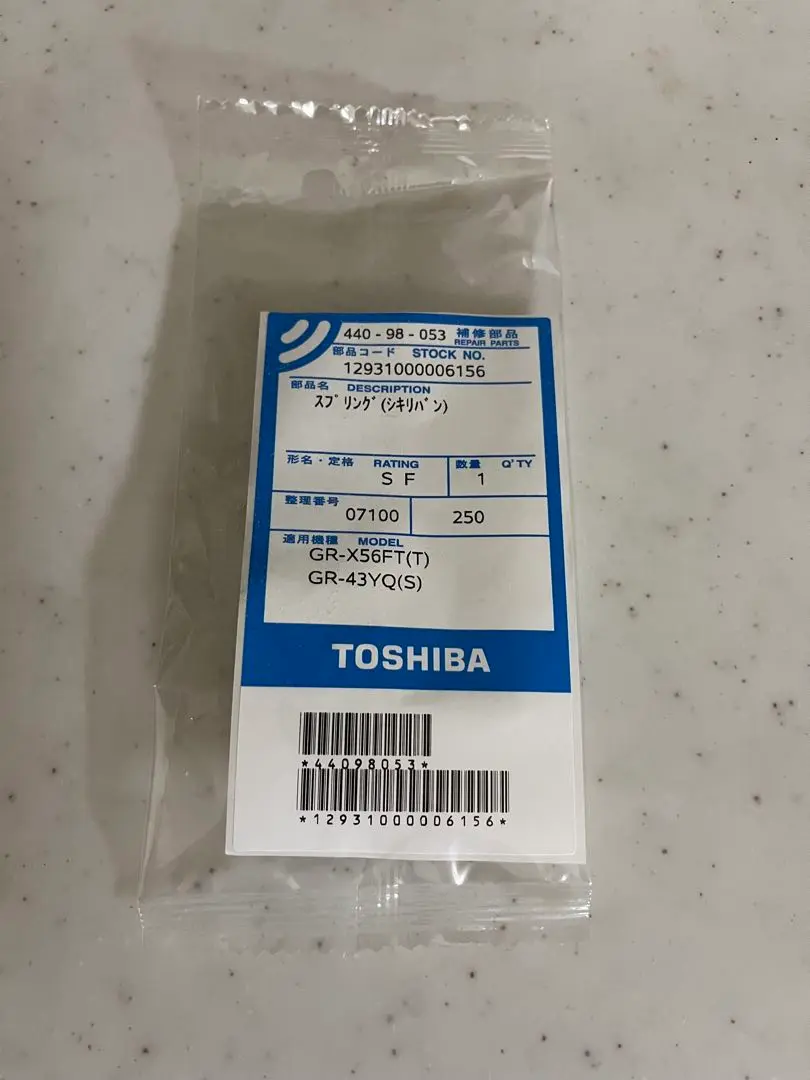 440 - 98 - 053 補修部品
REPAIR PARTS
部品コード STOCK NO.
12931000006156
部品名 DESCRIPTION
スプリング(シキリバン)
形名・定格 RATING 数量 Q'TY
S F 1
整理番号
07100 250
適用機種 MODEL
GR-X56FT(T)
GR-43YQ(S)
TOSHIBA
*44098053*
*12931000006156*